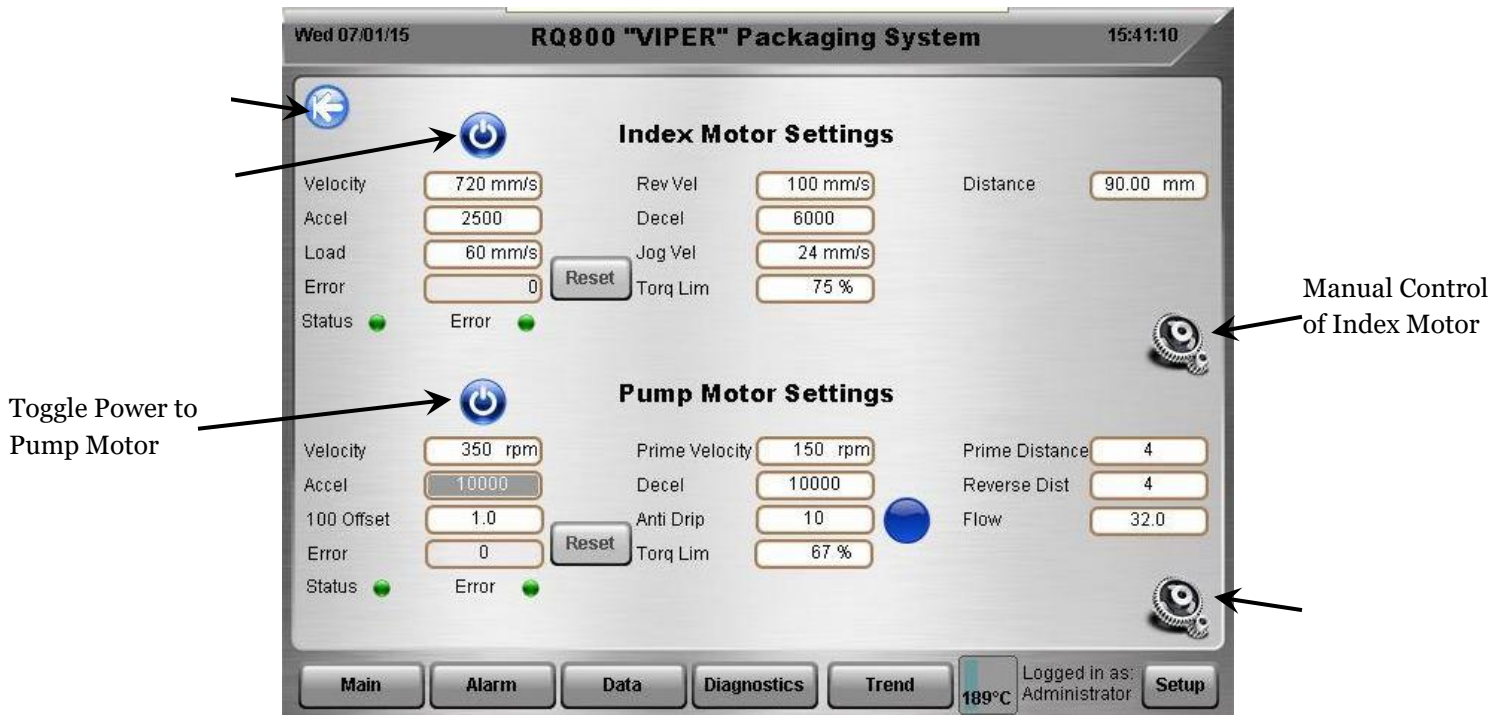 Wed 07/01/15 RQ800 "VIPER" Packaging System 15:41:10
Index Motor Settings
Velocity 720 mm/s Rev Vel 100 mm/s Distance 90.00 mm
Accel 2500 Decel 6000
Load 60 mm/s Jog Vel 24 mm/s
Error 0 Reset Torq Lim 75 %
Status Error
Manual Control
of Index Motor
Toggle Power to
Pump Motor
Pump Motor Settings
Velocity 350 rpm Prime Velocity 150 rpm Prime Distance 4
Accel 10000 Decel 10000 Reverse Dist 4
100 Offset 1.0 Anti Drip 10 Flow 32.0
Error 0 Reset Torq Lim 67 %
Status Error
Main Alarm Data Diagnostics Trend 189°C Logged in as: Administrator Setup